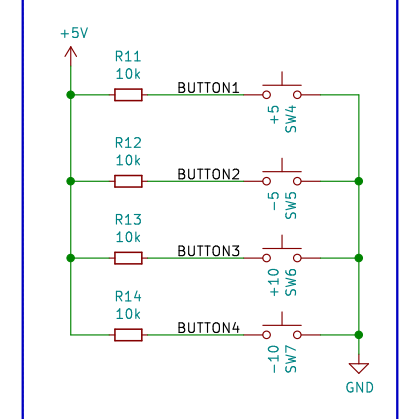 +5V
R11
10k
BUTTON1
+5
SW4
R12
10k
BUTTON2
-5
SW5
R13
10k
BUTTON3
+10
SW6
R14
10k
BUTTON4
-10
SW7
GND